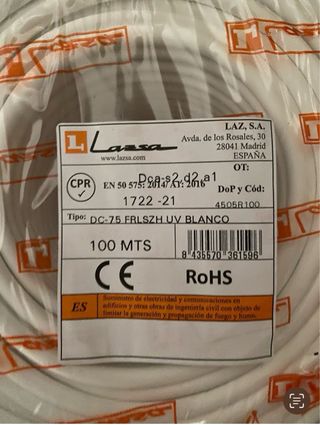 L Lazsa
www.lazsa.com
LAZ, S.A.
Avda. de los Rosales, 30
28041 Madrid
ESPAÑA
OT:
CPR
Dca-s2,d2,a1
EN 50 575: 2014/A1: 2016
1722 -21
DoP y Cód:
4505R100
Tipo: DC-75 FRLSZH UV BLANCO
100 MTS
8 435570 361596
CE RoHS
ES
Suministro de electricidad y comunicaciones en
edificios y otras obras de ingeniería civil con objeto de
limitar la generación y propagación de fuego y humo.